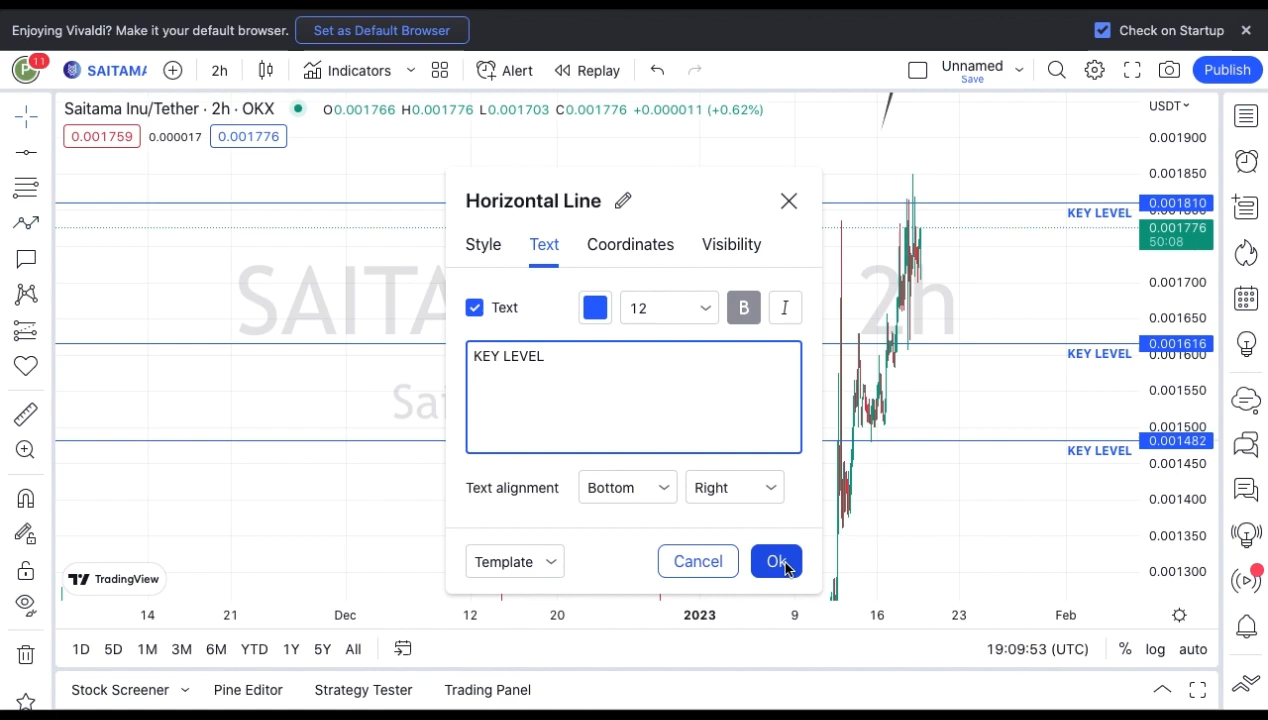 Enjoying Vivaldi? Make it your default browser. Set as Default Browser Check on Startup
P 11 SAITAMA 2h Indicators Alert Replay Unnamed Save Publish
Saitama Inu/Tether · 2h · OKX O0.001766 H0.001776 L0.001703 C0.001776 +0.000011 (+0.62%) USDT
0.001759 0.000017 0.001776
0.001900
0.001850
0.001810
KEY LEVEL
0.001776
50:08
0.001700
0.001650
0.001616
KEY LEVEL 0.001600
0.001550
0.001500
0.001482
KEY LEVEL
0.001450
0.001400
0.001350
0.001300
SAITAMA 2h
Sai
Horizontal Line
Style Text Coordinates Visibility
Text 12 B I
KEY LEVEL
Text alignment Bottom Right
Template Cancel Ok
TradingView
14 21 Dec 12 20 2023 9 16 23 Feb
1D 5D 1M 3M 6M YTD 1Y 5Y All 19:09:53 (UTC) % log auto
Stock Screener Pine Editor Strategy Tester Trading Panel